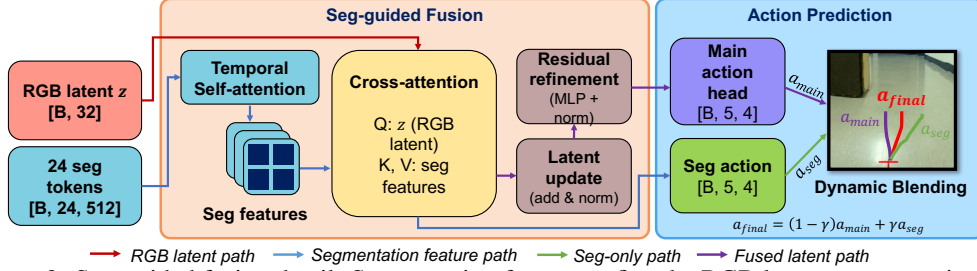 Seg-guided Fusion
Action Prediction
RGB latent z
[B, 32]
24 seg
tokens
[B, 24, 512]
Temporal
Self-attention
Seg features
Cross-attention
Q: z (RGB
latent)
K, V: seg
features
Residual
refinement
(MLP +
norm)
Latent
update
(add & norm)
Main
action
head
[B, 5, 4]
Seg action
[B, 5, 4]
a_main
a_seg
a_final
a_main
a_seg
Dynamic Blending
a_final = (1 − γ)a_main + γa_seg
RGB latent path
Segmentation feature path
Seg-only path
Fused latent path